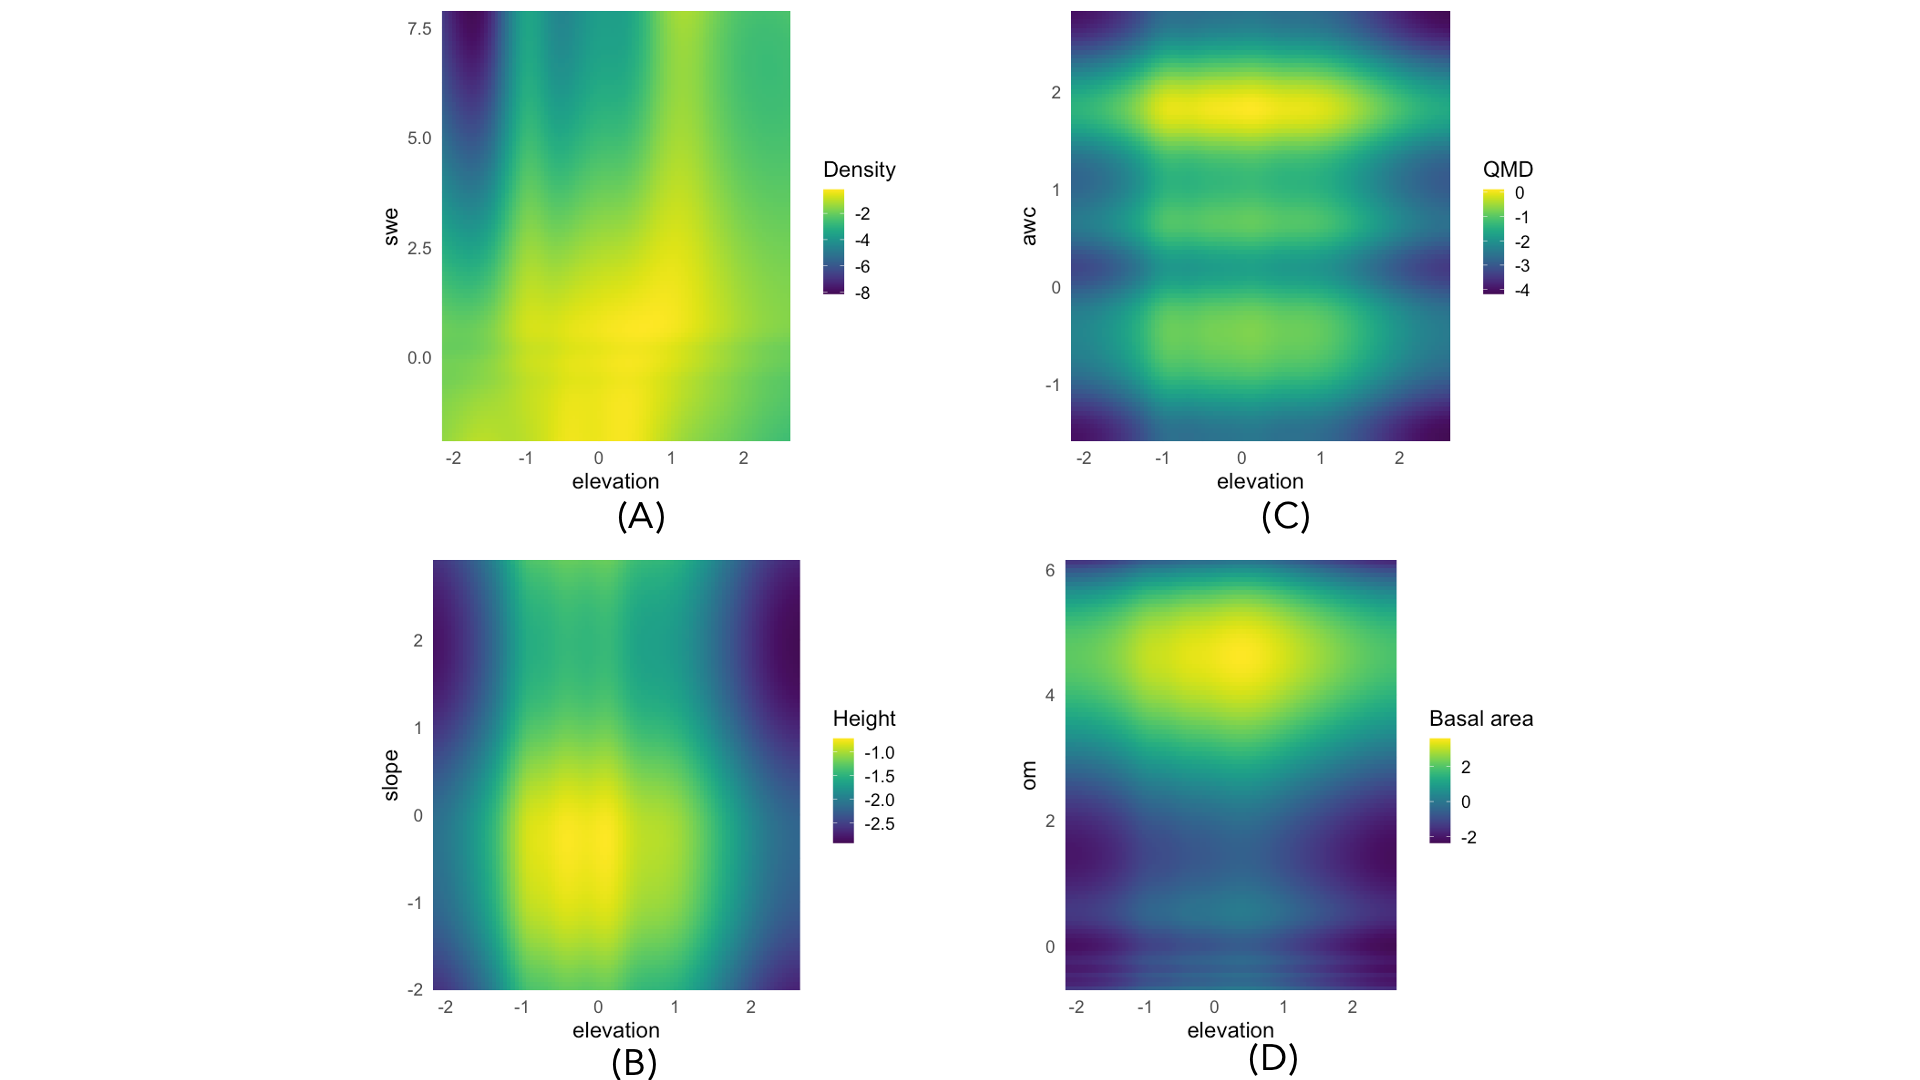 7.5
5.0
2.5
0.0
swe
-2 -1 0 1 2
elevation
Density
-2
-4
-6
-8
(A)
2
1
0
-1
awc
-2 -1 0 1 2
elevation
QMD
0
-1
-2
-3
-4
(C)
2
1
0
-1
-2
slope
-2 -1 0 1 2
elevation
Height
-1.0
-1.5
-2.0
-2.5
(B)
6
4
2
0
om
-2 -1 0 1 2
elevation
Basal area
2
0
-2
(D)